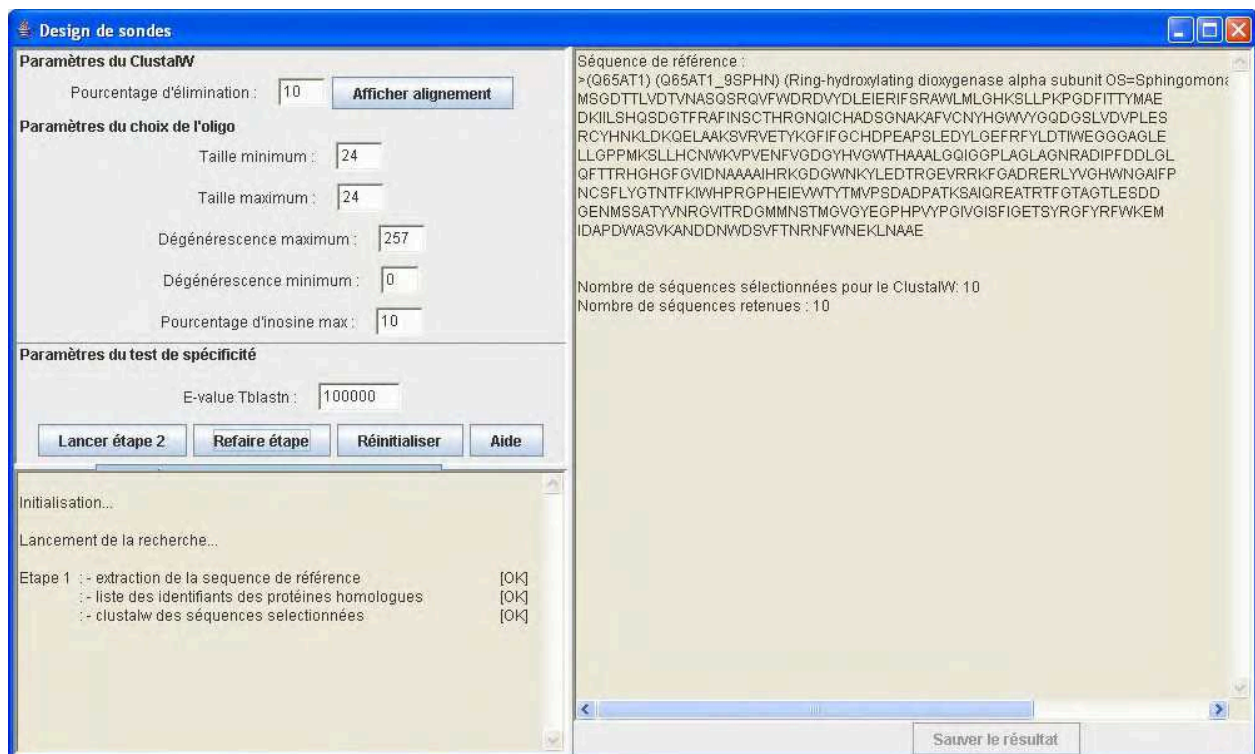 Design de sondes
Paramètres du ClustalW
Pourcentage d'élimination : 10 Afficher alignement
Paramètres du choix de l'oligo
Taille minimum : 24
Taille maximum : 24
Dégénérescence maximum : 257
Dégénérescence minimum : 0
Pourcentage d'inosine max : 10
Paramètres du test de spécificité
E-value Tblastn : 100000
Lancer étape 2 Refaire étape Réinitialiser Aide
Initialisation...
Lancement de la recherche...
Etape 1 : - extraction de la sequence de référence [OK]
: - liste des identifiants des protéines homologues [OK]
: - clustalw des séquences selectionnées [OK]
Séquence de référence :
>(Q65AT1) (Q65AT1_9SPHN) (Ring-hydroxylating dioxygenase alpha subunit OS=Sphingomona
MSGDTTLVDTVNASQSRQVFWDRDVYDLEIERIFSRAWLMLGHKSLLPKPGDFITTYMAE
DKIILSHQSDGTFRAFINSCTHRGNQICHADSGNAKAFVCNYHGWVYGQDGSLVDVPLES
RCYHNKLDKQELAAKSVRVETYKGFIFGCHDPEAPSLEDYLGEFRFYLDTIWEGGGAGLE
LLGPPMKSLLHCNWKVPVENFVGDGYHVGWTHAAALGQIGGPLAGLAGNRADIPFDDLGL
QFTTRHGHGFGVIDNAAAAIHRKGDGWNKYLEDTRGEVRRKFGADRERLYVGHWNGAIFP
NCSFLYGTNTFKIWHPRGPHEIEVWTYTMVPSDADPATKSAIQREATRTFGTAGTLESDD
GENMSSATYVNRGVITRDGMMNSTMGVGYEGPHPVYPGIVGISFIGETSYRGFYRFWKEM
IDAPDWASVKANDDNWDSVFTNRNFWNEKLNAAE
Nombre de séquences sélectionnées pour le ClustalW: 10
Nombre de séquences retenues : 10
Sauver le résultat